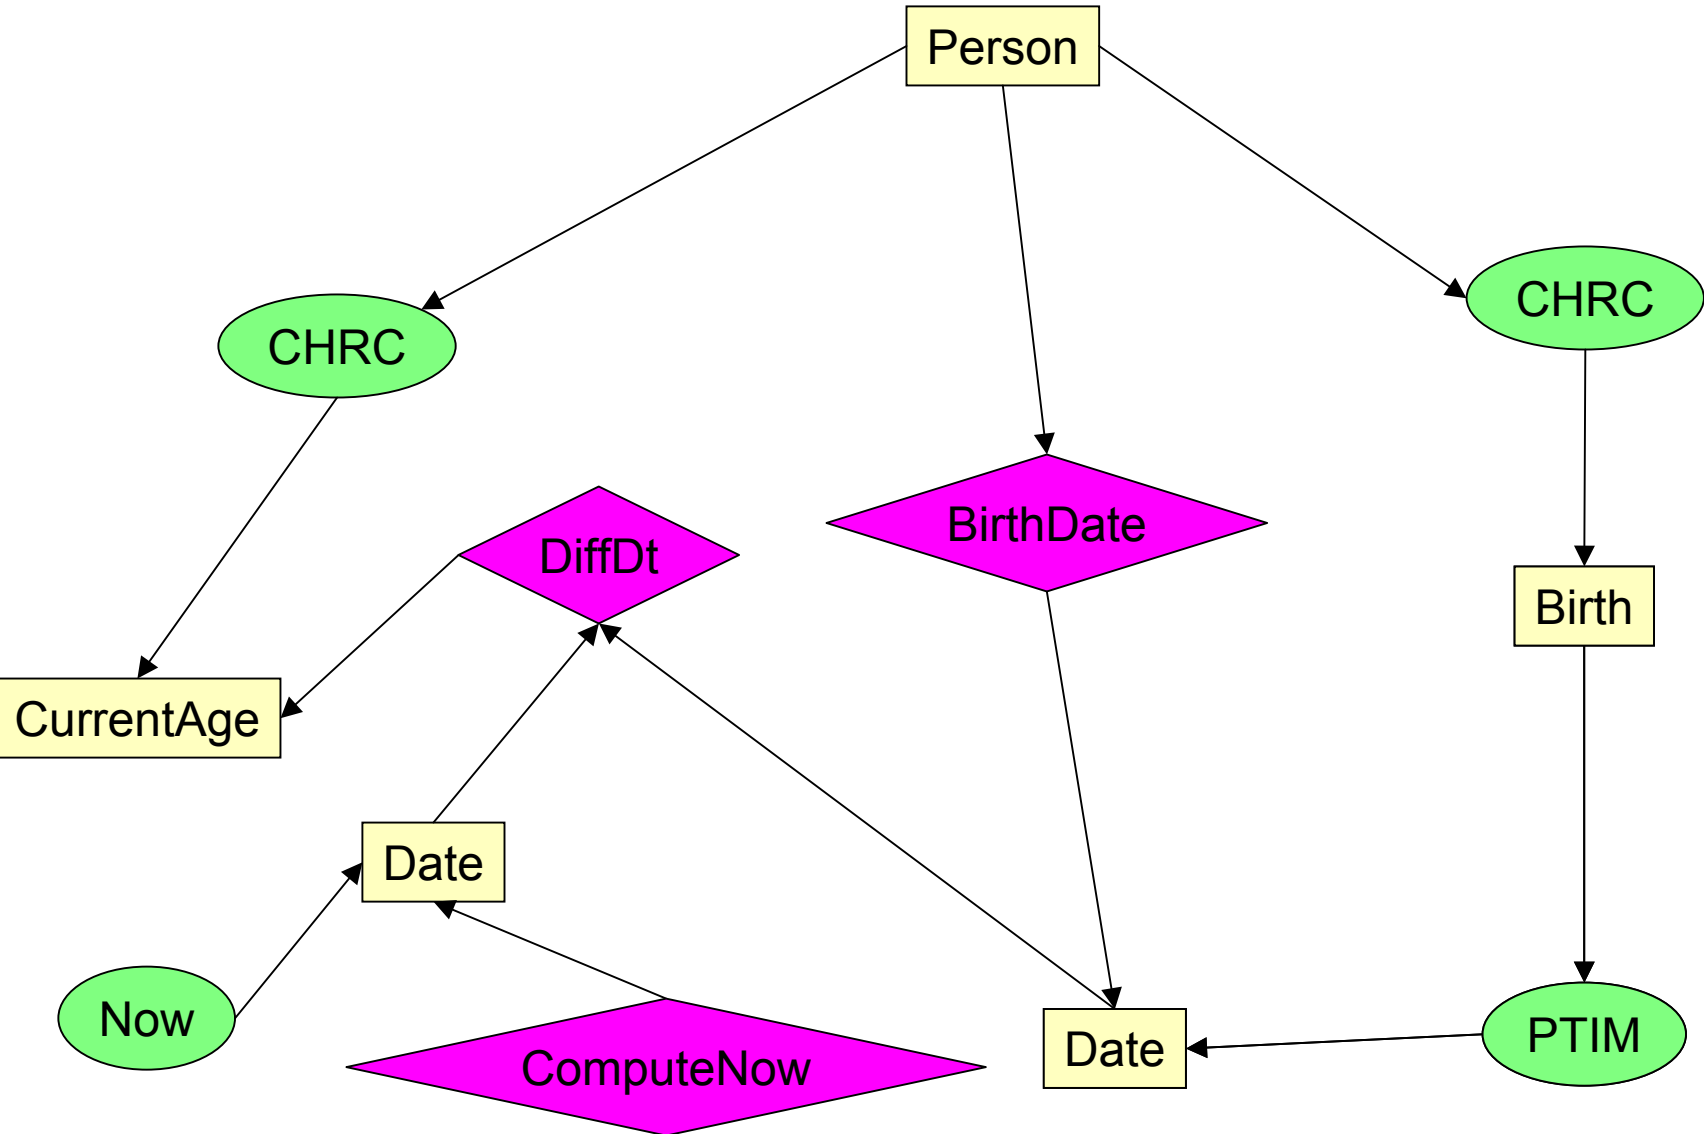 Person
CHRC
CHRC
BirthDate
DiffDt
Birth
CurrentAge
Date
Now
ComputeNow
Date
PTIM